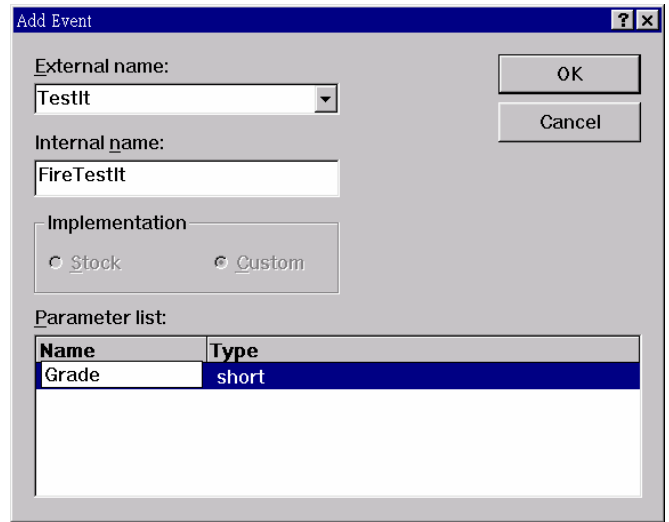 Add Event
External name:
TestIt
OK
Cancel
Internal name:
FireTestIt
Implementation
Stock
Custom
Parameter list:
Name Type
Grade short